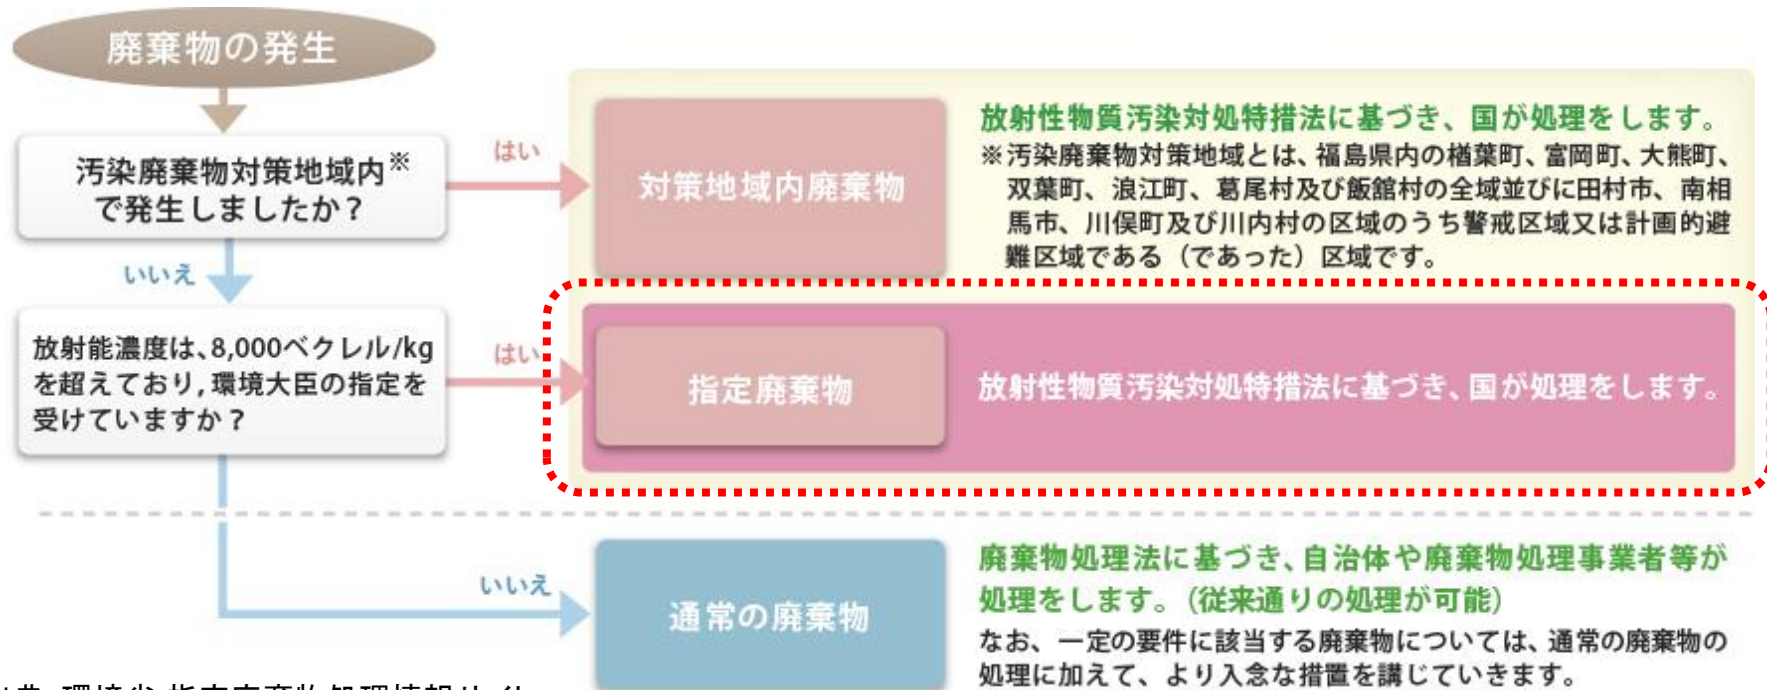 廃棄物の発生
汚染廃棄物対策地域内※
で発生しましたか？
はい
対策地域内廃棄物
放射性物質汚染対処特措法に基づき、国が処理をします。
※汚染廃棄物対策地域とは、福島県内の楢葉町、富岡町、大熊町、
双葉町、浪江町、葛尾村及び飯舘村の全域並びに田村市、南相
馬市、川俣町及び川内村の区域のうち警戒区域又は計画的避
難区域である（であった）区域です。
いいえ
放射能濃度は、8,000ベクレル/kg
を超えており,環境大臣の指定を
受けていますか？
はい
指定廃棄物
放射性物質汚染対処特措法に基づき、国が処理をします。
いいえ
通常の廃棄物
廃棄物処理法に基づき、自治体や廃棄物処理事業者等が
処理をします。(従来通りの処理が可能)
なお、一定の要件に該当する廃棄物については、通常の廃棄物の
処理に加えて、より入念な措置を講じていきます。